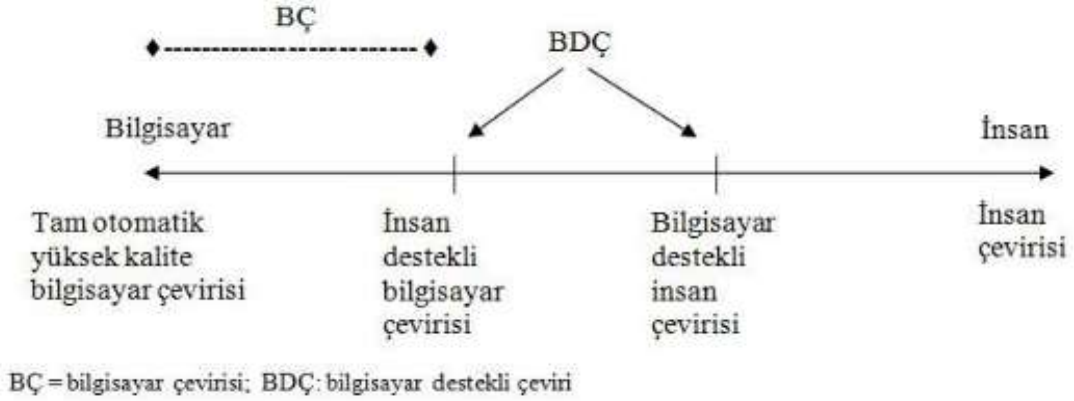 BÇ
BDÇ
Bilgisayar
İnsan
Tam otomatik
yüksek kalite
bilgisayar çevirisi
İnsan
destekli
bilgisayar
çevirisi
Bilgisayar
destekli
insan
çevirisi
İnsan
çevirisi
BÇ = bilgisayar çevirisi; BDÇ: bilgisayar destekli çeviri